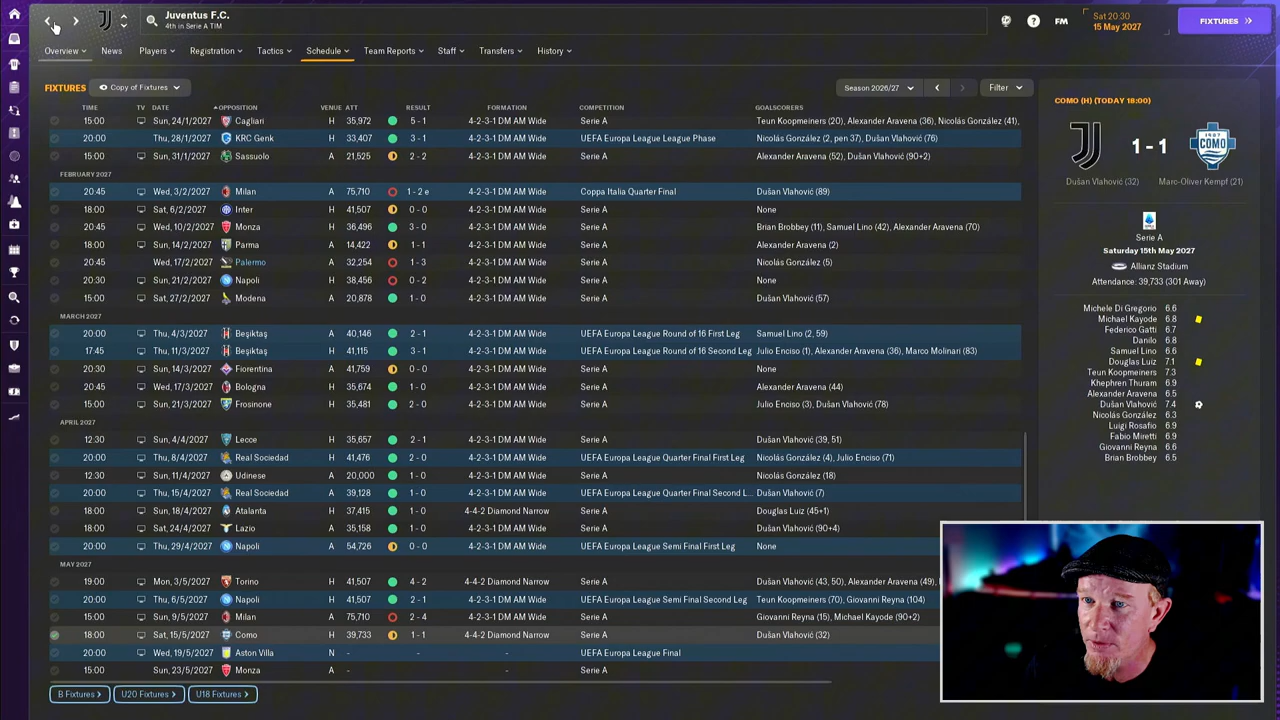 Juventus F.C.
4th in Serie A TIM
FM
Sat 20:30
15 May 2027
FIXTURES
Overview News Players Registration Tactics Schedule Team Reports Staff Transfers History
FIXTURES Copy of Fixtures Season 2026/27 Filter
TIME TV DATE OPPOSITION VENUE ATT RESULT FORMATION COMPETITION GOALSCORERS
15:00 Sun, 24/1/2027 Cagliari A 35,972 5 - 1 4-2-3-1 DM AM Wide Serie A Teun Koopmeiners (20), Alexander Aravena (36), Nicolás González (41),
20:00 Thu, 28/1/2027 KRC Genk H 33,407 3 - 1 4-2-3-1 DM AM Wide UEFA Europa League League Phase Nicolás González (2, pen 37), Dušan Vlahović (76)
15:00 Sun, 31/1/2027 Sassuolo A 21,525 2 - 2 4-2-3-1 DM AM Wide Serie A Alexander Aravena (52), Dušan Vlahović (90+2)
FEBRUARY 2027
20:45 Wed, 3/2/2027 Milan A 75,710 1 - 2 e 4-2-3-1 DM AM Wide Coppa Italia Quarter Final Dušan Vlahović (89)
18:00 Sat, 6/2/2027 Inter H 41,507 0 - 0 4-2-3-1 DM AM Wide Serie A None
20:45 Wed, 10/2/2027 Monza H 36,496 3 - 0 4-2-3-1 DM AM Wide Serie A Brian Brobbey (11), Samuel Lino (42), Alexander Aravena (70)
18:00 Sun, 14/2/2027 Parma A 14,422 1 - 1 4-2-3-1 DM AM Wide Serie A Alexander Aravena (2)
20:45 Wed, 17/2/2027 Palermo A 32,254 1 - 3 4-2-3-1 DM AM Wide Serie A Nicolás González (5)
20:30 Sun, 21/2/2027 Napoli H 38,456 0 - 2 4-2-3-1 DM AM Wide Serie A None
15:00 Sat, 27/2/2027 Modena A 20,878 1 - 0 4-2-3-1 DM AM Wide Serie A Dušan Vlahović (57)
MARCH 2027
20:00 Thu, 4/3/2027 Beşiktaş A 40,146 2 - 1 4-2-3-1 DM AM Wide UEFA Europa League Round of 16 First Leg Samuel Lino (2, 59)
17:45 Thu, 11/3/2027 Beşiktaş H 41,115 3 - 1 4-2-3-1 DM AM Wide UEFA Europa League Round of 16 Second Leg Julio Enciso (1), Alexander Aravena (36), Marco Molinari (83)
20:30 Sun, 14/3/2027 Fiorentina A 41,759 0 - 0 4-2-3-1 DM AM Wide Serie A None
20:45 Wed, 17/3/2027 Bologna H 35,674 1 - 0 4-2-3-1 DM AM Wide Serie A Alexander Aravena (44)
15:00 Sun, 21/3/2027 Frosinone H 35,481 2 - 0 4-2-3-1 DM AM Wide Serie A Julio Enciso (3), Dušan Vlahović (78)
APRIL 2027
12:30 Sun, 4/4/2027 Lecce H 35,657 2 - 1 4-2-3-1 DM AM Wide Serie A Dušan Vlahović (39, 51)
20:00 Thu, 8/4/2027 Real Sociedad H 41,476 2 - 0 4-2-3-1 DM AM Wide UEFA Europa League Quarter Final First Leg Nicolás González (4), Julio Enciso (71)
12:30 Sun, 11/4/2027 Udinese A 20,000 1 - 0 4-2-3-1 DM AM Wide Serie A Nicolás González (18)
20:00 Thu, 15/4/2027 Real Sociedad A 39,128 1 - 0 4-2-3-1 DM AM Wide UEFA Europa League Quarter Final Second L... Dušan Vlahović (7)
18:00 Sun, 18/4/2027 Atalanta H 37,415 1 - 0 4-4-2 Diamond Narrow Serie A Douglas Luiz (45+1)
18:00 Sat, 24/4/2027 Lazio A 35,158 1 - 0 4-2-3-1 DM AM Wide Serie A Dušan Vlahović (90+4)
20:00 Thu, 29/4/2027 Napoli A 54,726 0 - 0 4-2-3-1 DM AM Wide UEFA Europa League Semi Final First Leg None
MAY 2027
19:00 Mon, 3/5/2027 Torino H 41,507 4 - 2 4-4-2 Diamond Narrow Serie A Dušan Vlahović (43, 50), Alexander Aravena (49),
20:00 Thu, 6/5/2027 Napoli H 41,507 2 - 1 4-2-3-1 DM AM Wide UEFA Europa League Semi Final Second Leg Teun Koopmeiners (70), Giovanni Reyna (104)
15:00 Sun, 9/5/2027 Milan A 75,710 2 - 4 4-2-3-1 DM AM Wide Serie A Giovanni Reyna (15), Michael Kayode (90+2)
18:00 Sat, 15/5/2027 Como H 39,733 1 - 1 4-4-2 Diamond Narrow Serie A Dušan Vlahović (32)
20:00 Wed, 19/5/2027 Aston Villa N - - - UEFA Europa League Final
15:00 Sun, 23/5/2027 Monza A - - - Serie A
B Fixtures U20 Fixtures U18 Fixtures
COMO (H) (TODAY 18:00)
1 - 1
1907
COMO
Dušan Vlahović (32) Marc-Oliver Kempf (21)
Serie A
Saturday 15th May 2027
Allianz Stadium
Attendance: 39,733 (301 Away)
Michele Di Gregorio 6.6
Michael Kayode 6.8
Federico Gatti 6.7
Danilo 6.8
Samuel Lino 6.6
Douglas Luiz 7.1
Teun Koopmeiners 7.3
Khephren Thuram 6.9
Alexander Aravena 6.5
Dušan Vlahović 7.4
Nicolás González 6.3
Luigi Rosafio 6.9
Fabio Miretti 6.9
Giovanni Reyna 6.6
Brian Brobbey 6.5